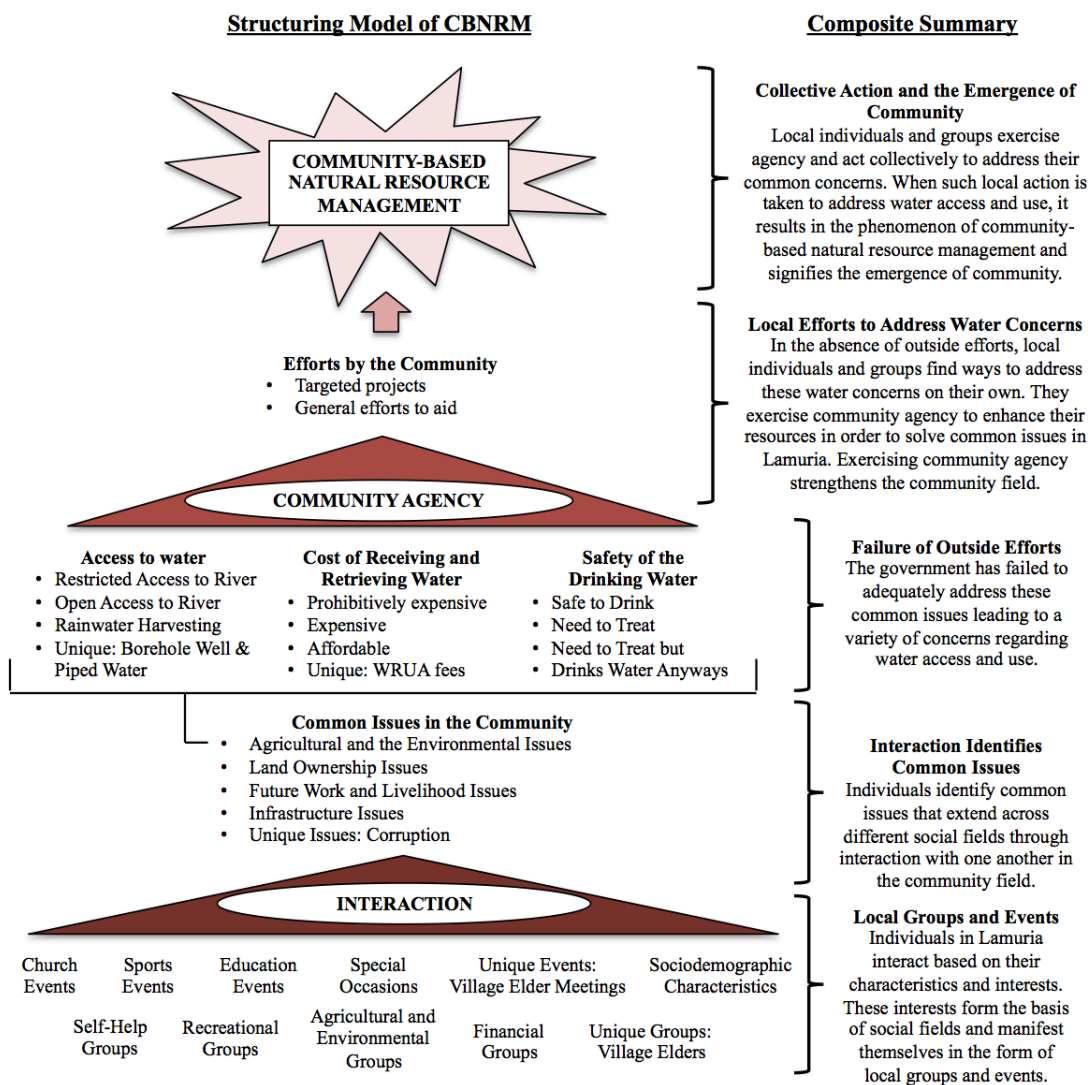 Structuring Model of CBNRM
Composite Summary
COMMUNITY-BASED
NATURAL RESOURCE
MANAGEMENT
Collective Action and the Emergence of
Community
Local individuals and groups exercise
agency and act collectively to address their
common concerns. When such local action is
taken to address water access and use, it
results in the phenomenon of community-
based natural resource management and
signifies the emergence of community.
Efforts by the Community
• Targeted projects
• General efforts to aid
Local Efforts to Address Water Concerns
In the absence of outside efforts, local
individuals and groups find ways to address
these water concerns on their own. They
exercise community agency to enhance their
resources in order to solve common issues in
Lamuria. Exercising community agency
strengthens the community field.
COMMUNITY AGENCY
Access to water
• Restricted Access to River
• Open Access to River
• Rainwater Harvesting
• Unique: Borehole Well &
Piped Water
Cost of Receiving and
Retrieving Water
• Prohibitively expensive
• Expensive
• Affordable
• Unique: WRUA fees
Safety of the
Drinking Water
• Safe to Drink
• Need to Treat
• Need to Treat but
• Drinks Water Anyways
Failure of Outside Efforts
The government has failed to
adequately address these
common issues leading to a
variety of concerns regarding
water access and use.
Common Issues in the Community
• Agricultural and the Environmental Issues
• Land Ownership Issues
• Future Work and Livelihood Issues
• Infrastructure Issues
• Unique Issues: Corruption
Interaction Identifies
Common Issues
Individuals identify common
issues that extend across
different social fields through
interaction with one another in
the community field.
INTERACTION
Church
Events
Sports
Events
Education
Events
Special
Occasions
Unique Events:
Village Elder Meetings
Sociodemographic
Characteristics
Self-Help
Groups
Recreational
Groups
Agricultural and
Environmental
Groups
Financial
Groups
Unique Groups:
Village Elders
Local Groups and Events
Individuals in Lamuria
interact based on their
characteristics and interests.
These interests form the basis
of social fields and manifest
themselves in the form of
local groups and events.